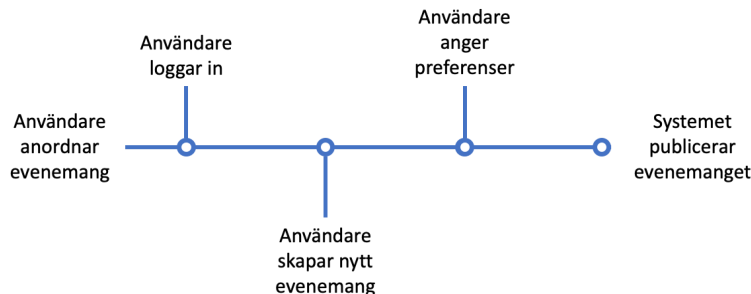 Användare
anordnar
evenemang
Användare
loggar in
Användare
skapar nytt
evenemang
Användare
anger
preferenser
Systemet
publicerar
evenemanget